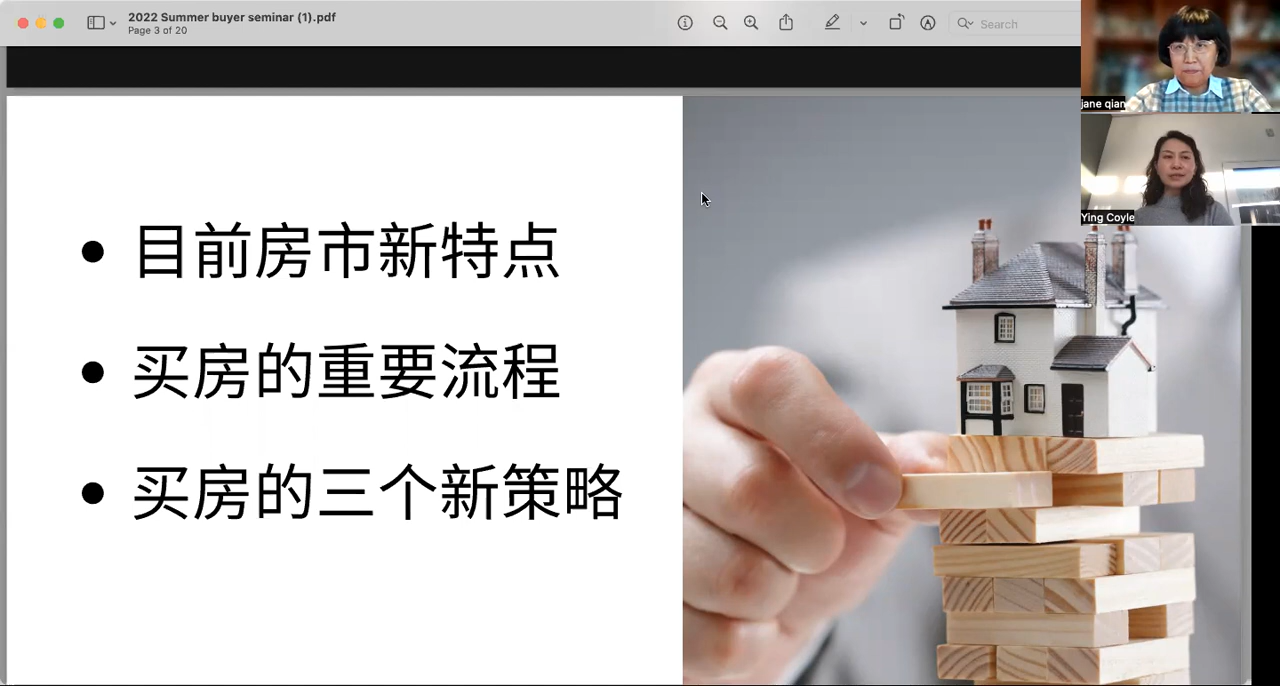 2022 Summer buyer seminar (1).pdf
Page 3 of 20
Search
jane qian
Ying Coyle
• 目前房市新特点
• 买房的重要流程
• 买房的三个新策略